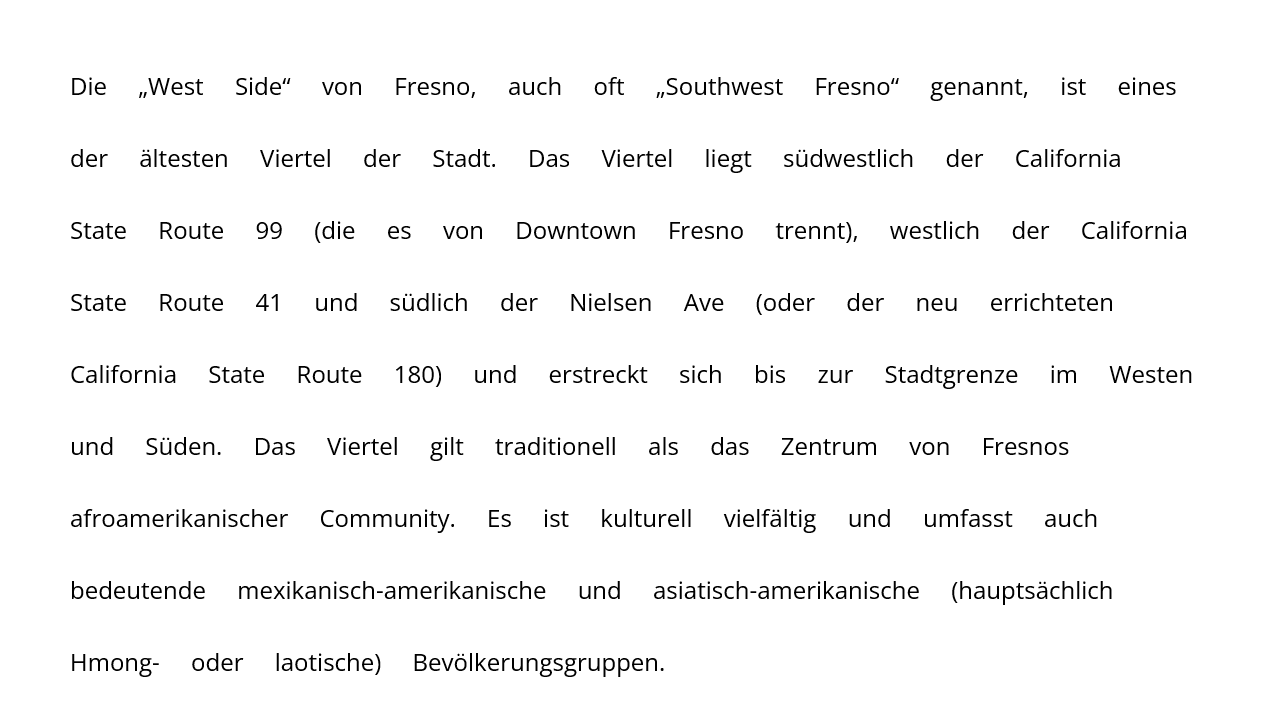 Die „West Side“ von Fresno, auch oft „Southwest Fresno“ genannt, ist eines
der ältesten Viertel der Stadt. Das Viertel liegt südwestlich der California
State Route 99 (die es von Downtown Fresno trennt), westlich der California
State Route 41 und südlich der Nielsen Ave (oder der neu errichteten
California State Route 180) und erstreckt sich bis zur Stadtgrenze im Westen
und Süden. Das Viertel gilt traditionell als das Zentrum von Fresnos
afroamerikanischer Community. Es ist kulturell vielfältig und umfasst auch
bedeutende mexikanisch-amerikanische und asiatisch-amerikanische (hauptsächlich
Hmong- oder laotische) Bevölkerungsgruppen.